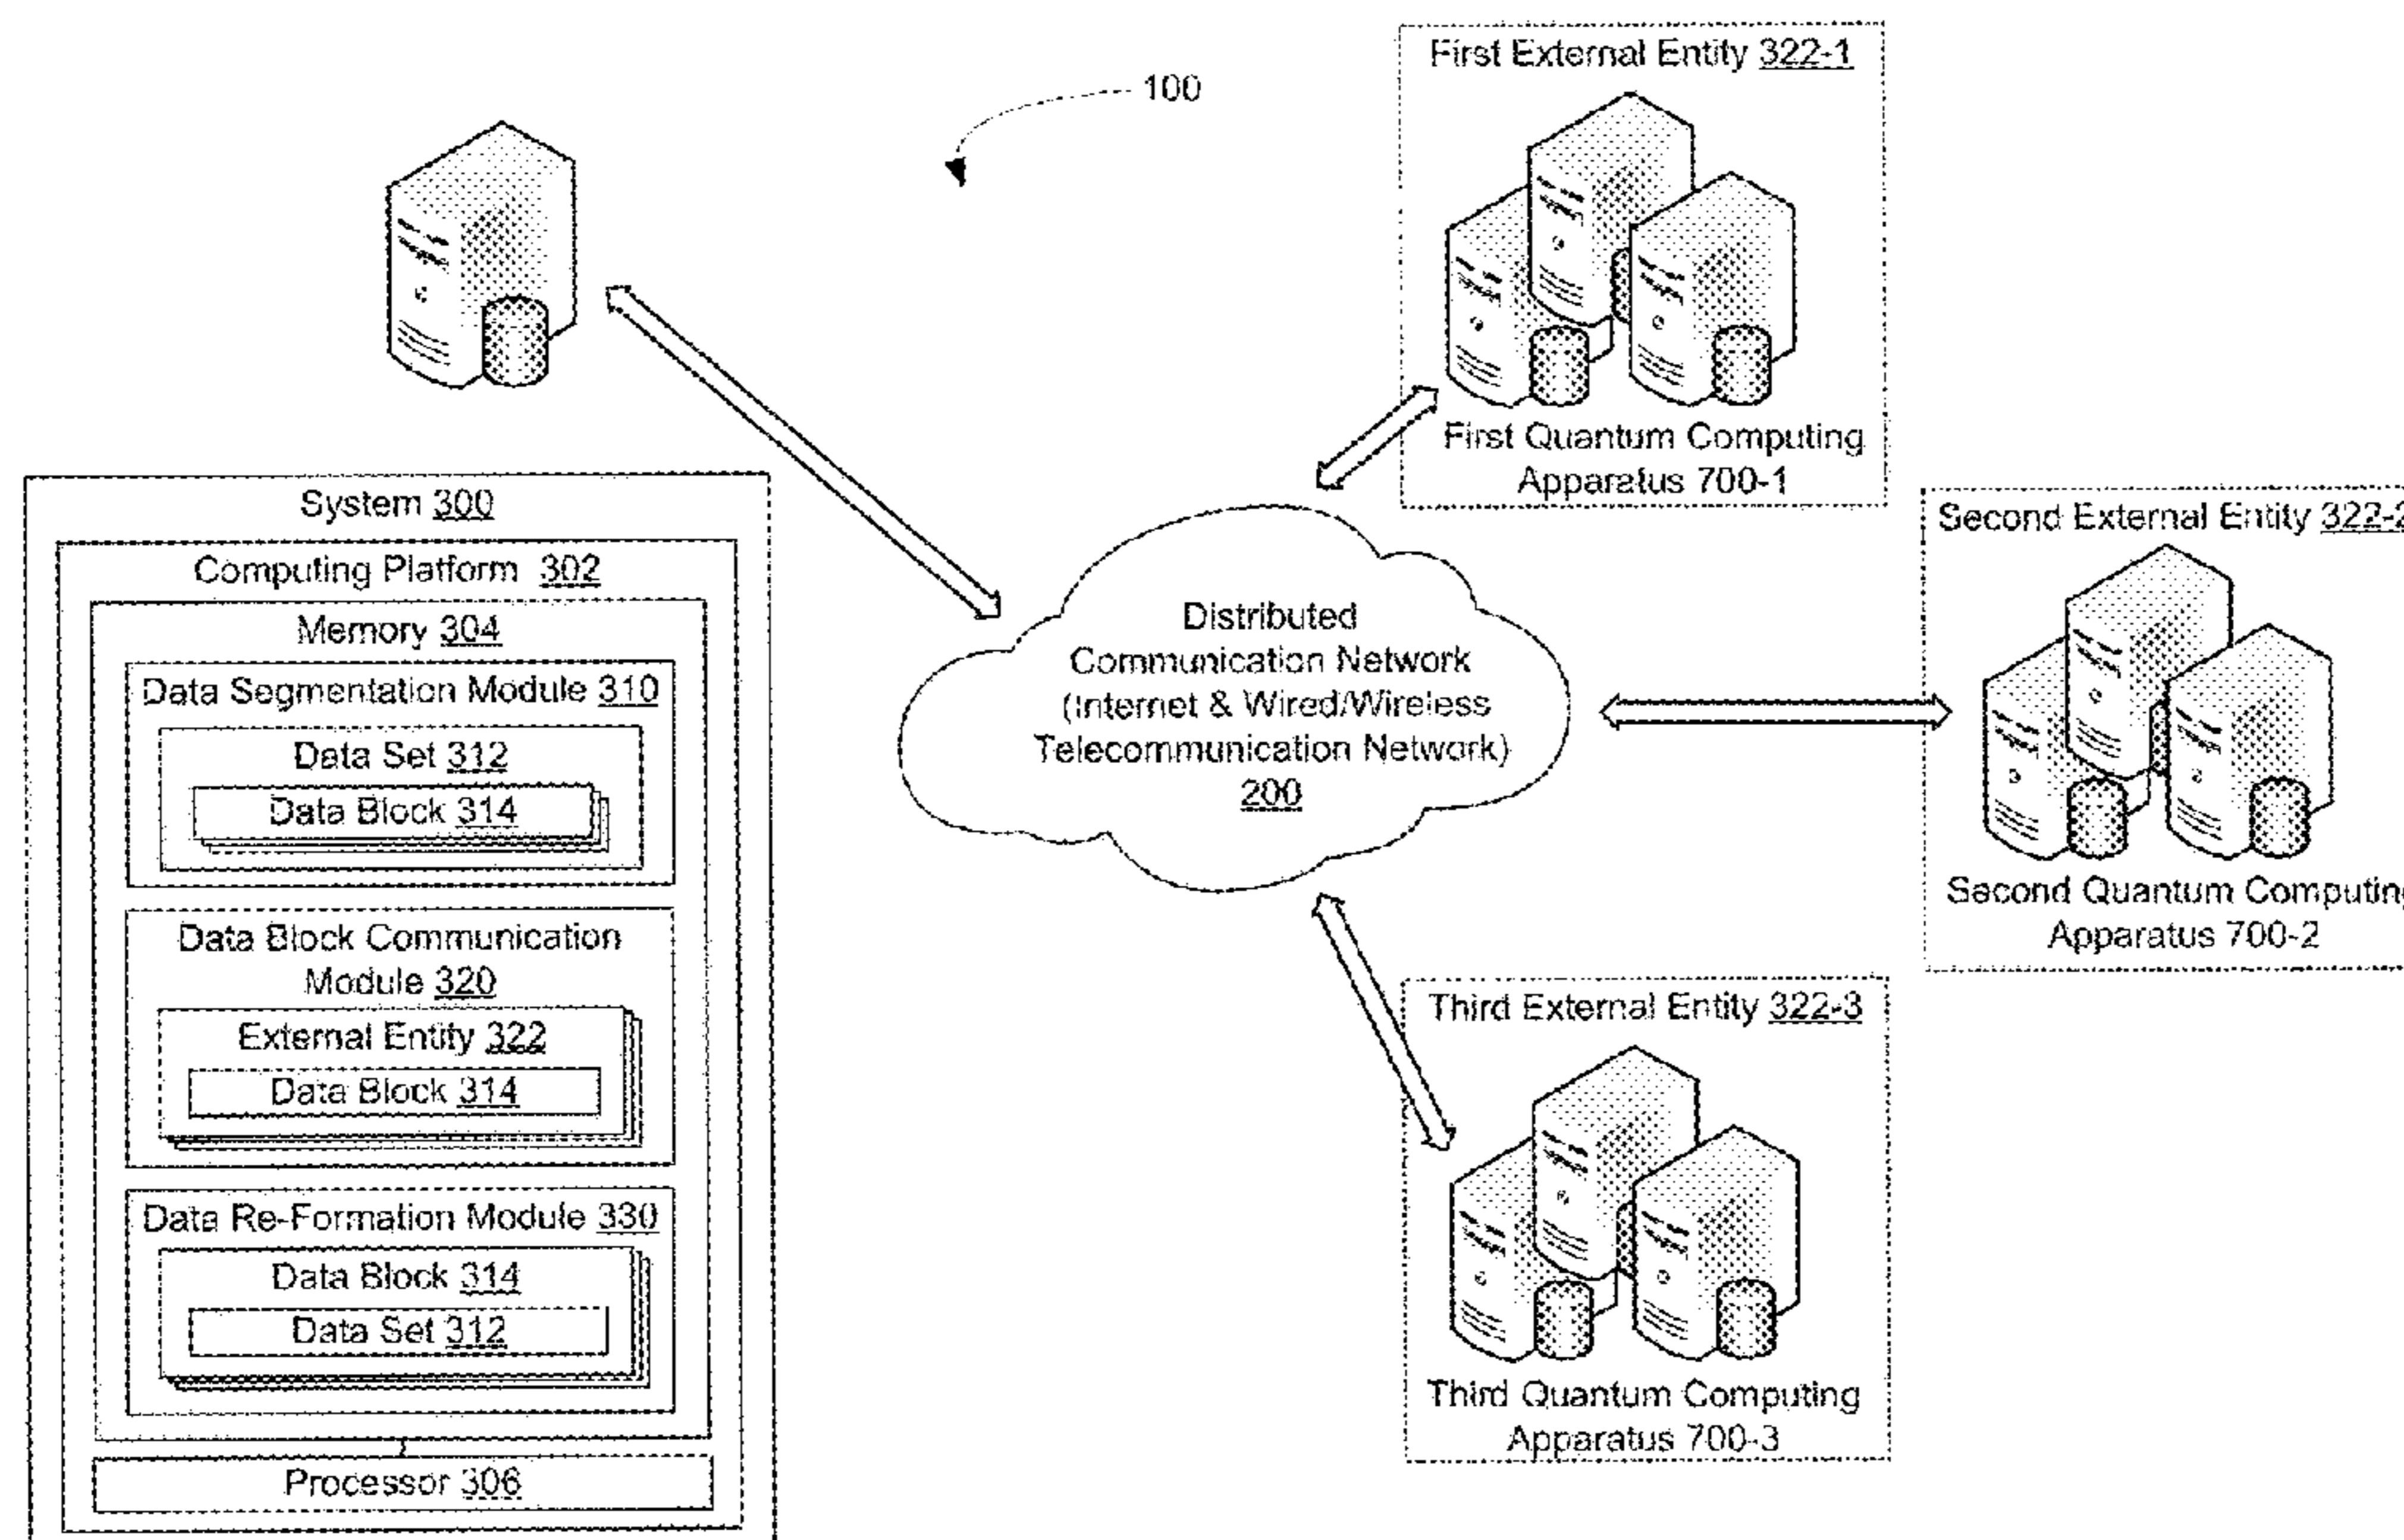 100
First External Entity 322-1
First Quantum Computing
Apparatus 700-1
System 300
Computing Platform 302
Memory 304
Data Segmentation Module 310
Data Set 312
Data Block 314
Data Block Communication
Module 320
External Entity 322
Data Block 314
Data Re-Formation Module 330
Data Block 314
Data Set 312
Processor 306
Distributed
Communication Network
(Internet & Wired/Wireless
Telecommunication Network)
200
Second External Entity 322-2
Second Quantum Computing
Apparatus 700-2
Third External Entity 322-3
Third Quantum Computing
Apparatus 700-3